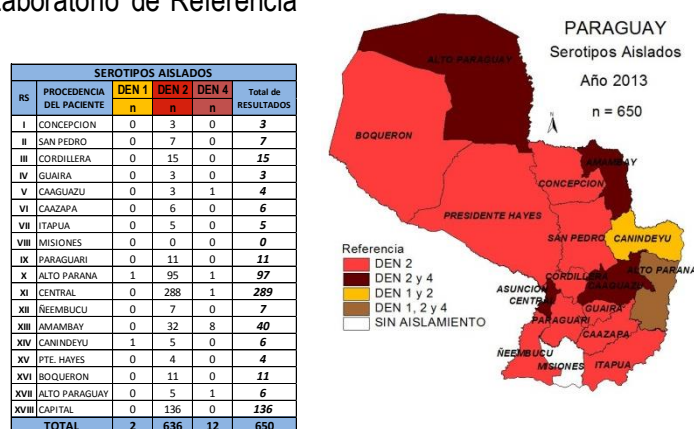 Laboratorio de Referencia
SEROTIPOS AISLADOS
RS PROCEDENCIA DEL PACIENTE DEN 1 DEN 2 DEN 4 Total de RESULTADOS
n n n
I CONCEPCION 0 3 0 3
II SAN PEDRO 0 7 0 7
III CORDILLERA 0 15 0 15
IV GUAIRA 0 3 0 3
V CAAGUAZU 0 3 1 4
VI CAAZAPA 0 6 0 6
VII ITAPUA 0 5 0 5
VIII MISIONES 0 0 0 0
IX PARAGUARI 0 11 0 11
X ALTO PARANA 1 95 1 97
XI CENTRAL 0 288 1 289
XII ÑEEMBUCU 0 7 0 7
XIII AMAMBAY 0 32 8 40
XIV CANINDEYU 1 5 0 6
XV PTE. HAYES 0 4 0 4
XVI BOQUERON 0 11 0 11
XVII ALTO PARAGUAY 0 5 1 6
XVIII CAPITAL 0 136 0 136
TOTAL 2 636 12 650
PARAGUAY
Serotipos Aislados
Año 2013
n = 650
N
ALTO PARAGUAY
BOQUERON
AMAMBAY
CONCEPCION
PRESIDENTE HAYES
SAN PEDRO
CANINDEYU
CORDILLERA
ALTO PARANA
CAAGUAZU
ASUNCION
CENTRAL
GUAIRA
PARAGUARI
CAAZAPA
ÑEEMBUCU
MISIONES
ITAPUA
Referencia
DEN 2
DEN 2 y 4
DEN 1 y 2
DEN 1, 2 y 4
SIN AISLAMIENTO